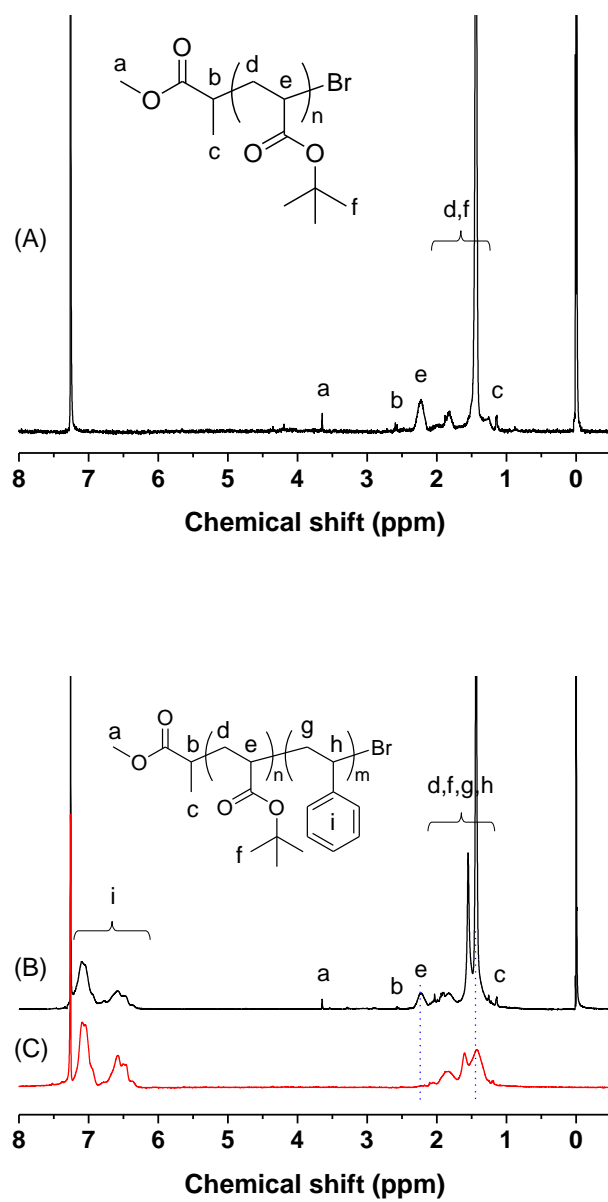 a
O
b
d
e
Br
O
n
c
O
O
f
(A)
d,f
a
b
e
c
8 7 6 5 4 3 2 1 0
Chemical shift (ppm)
a
O
b
d
e
g
h
Br
O
n
m
c
O
O
i
f
d,f,g,h
i
(B)
a
b
e
c
(C)
8 7 6 5 4 3 2 1 0
Chemical shift (ppm)